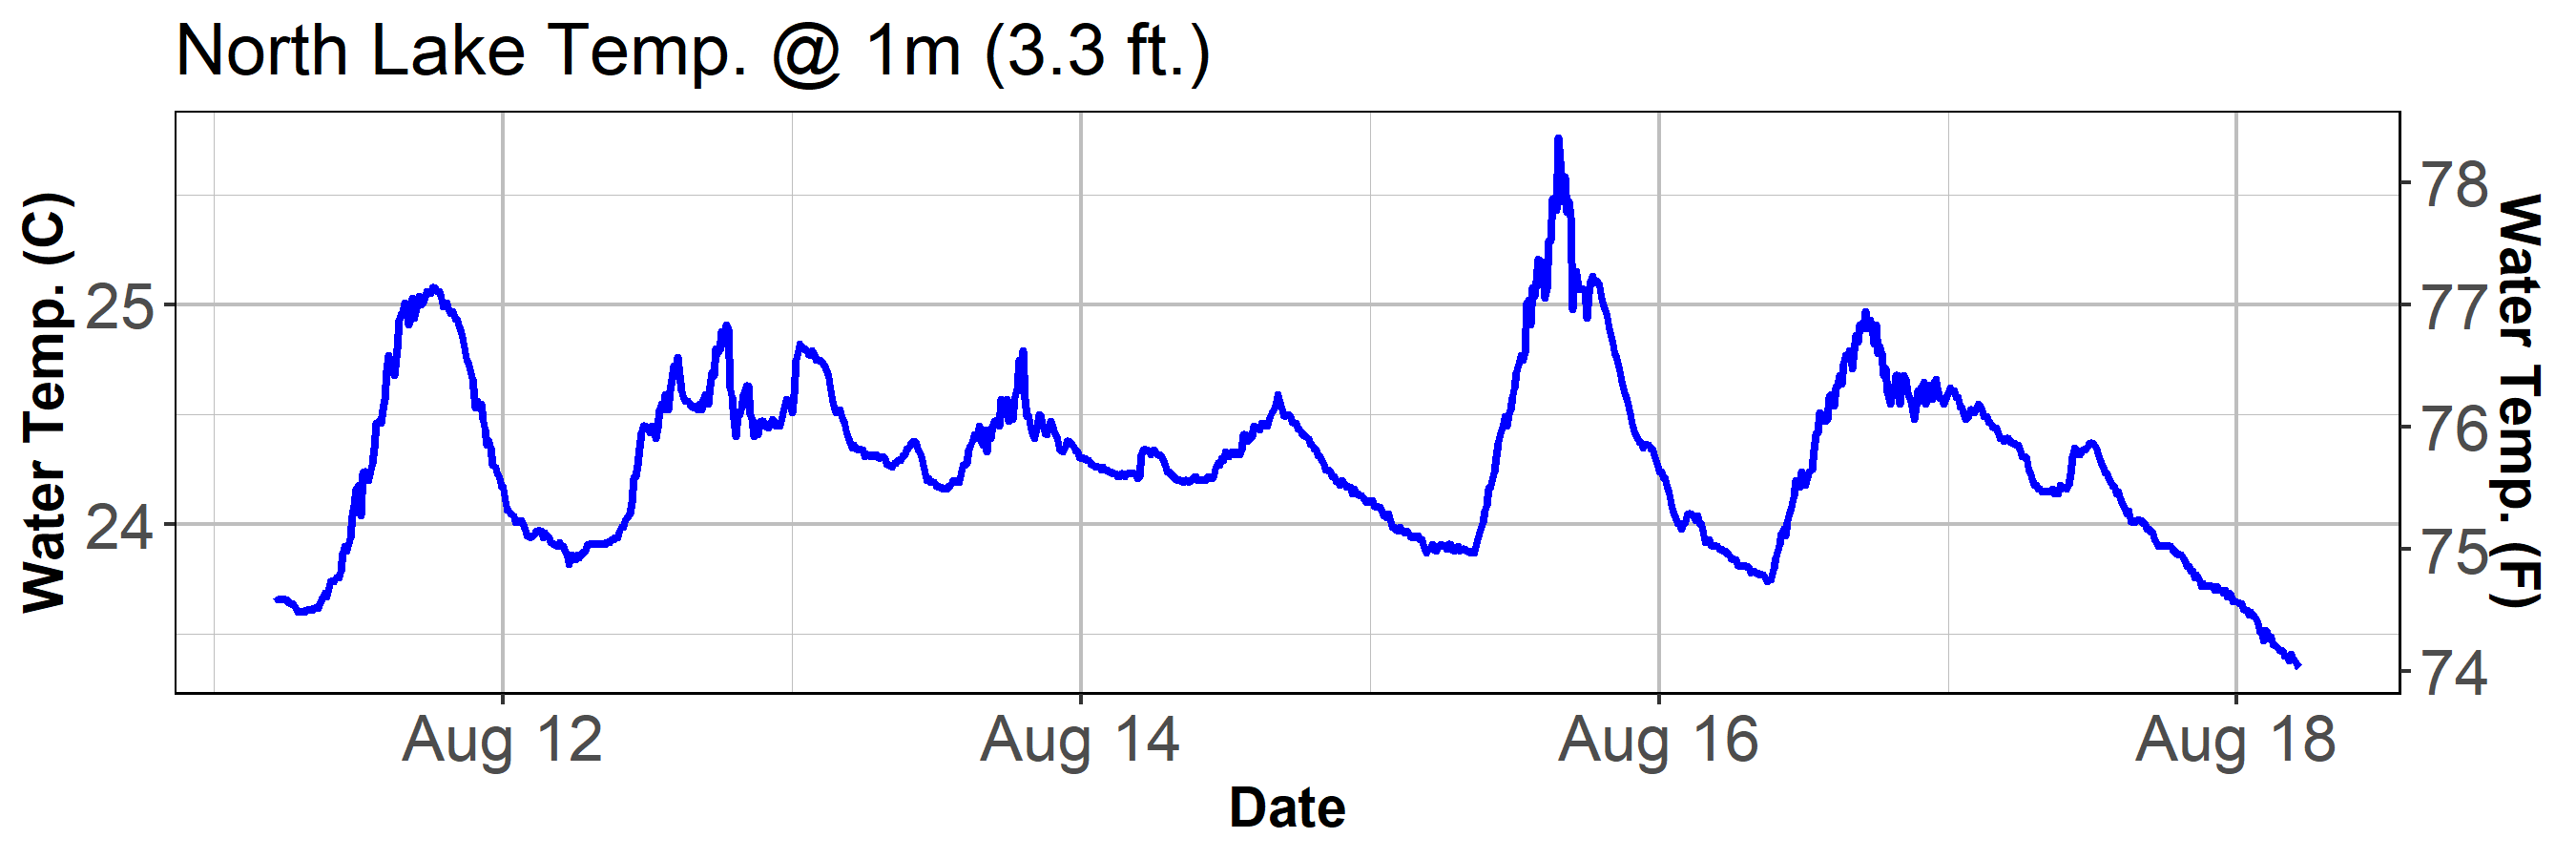 North Lake Temp. @ 1m (3.3 ft.)
Water Temp. (C)
25
24
78
77
76
75
74
Water Temp. (F)
Aug 12 Aug 14 Aug 16 Aug 18
Date